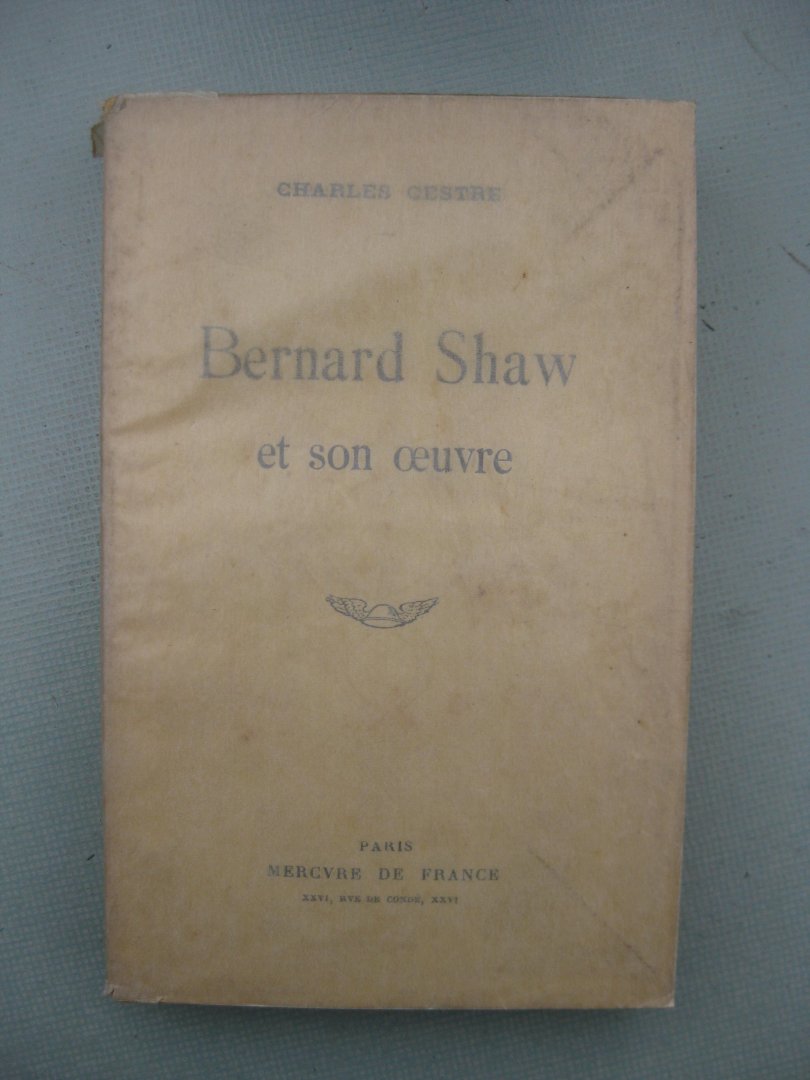 CHARLES CESTRE
Bernard Shaw
et son œuvre
PARIS
MERCVRE DE FRANCE
XXVI, RVE DE CONDÉ, XXVI